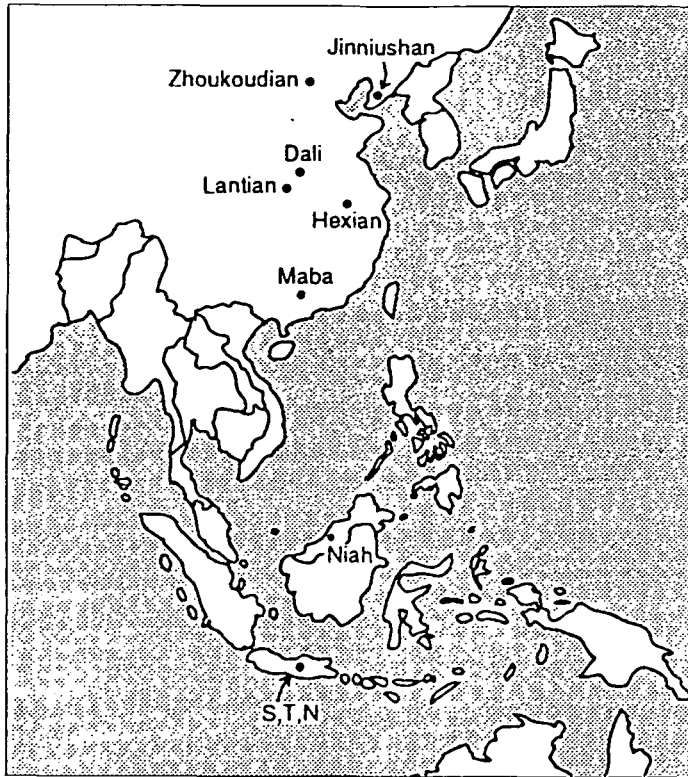 Jinniushan
Zhoukoudian
Dali
Lantian
Hexian
Maba
Niah
S,T,N